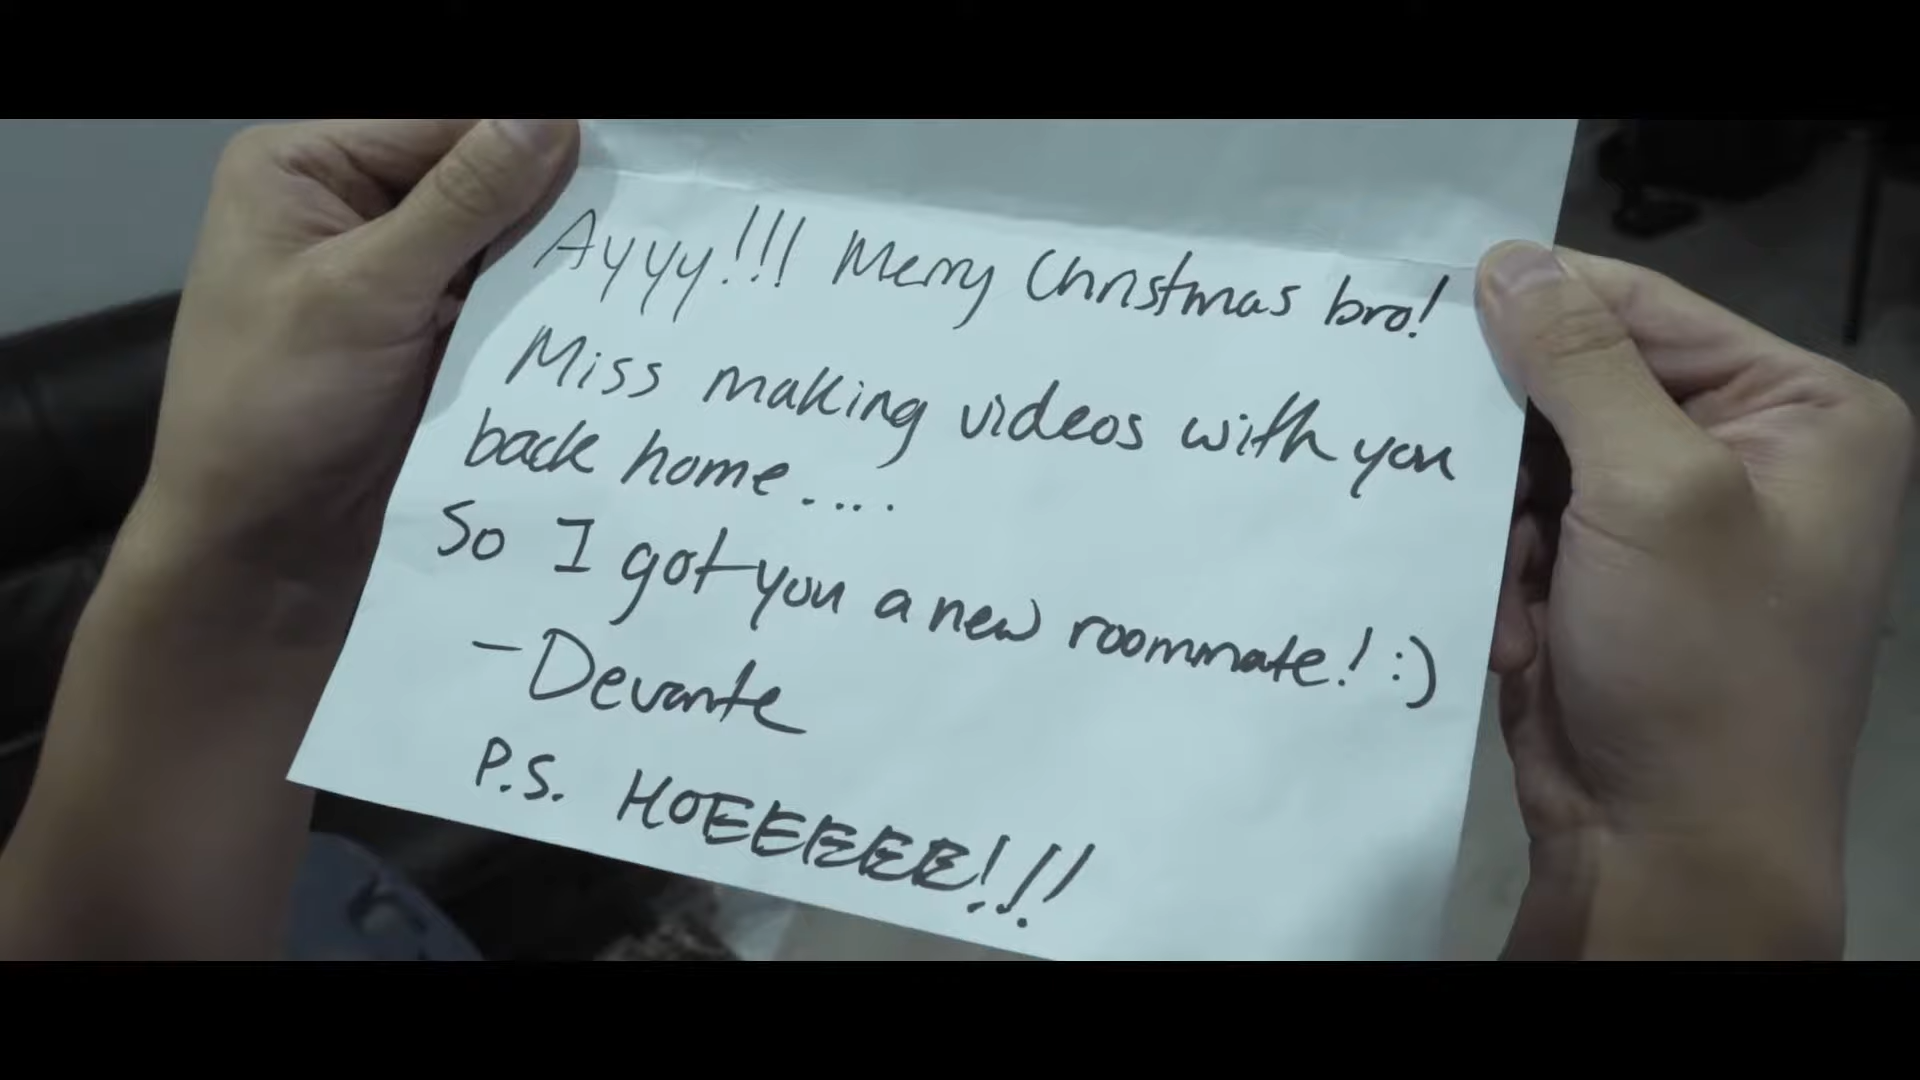 Ayyy!!! Merry Christmas bro!
Miss making videos with you
back home....
So I got you a new roommate! :)
-Devante
P.S. HOEEEEEE!!!